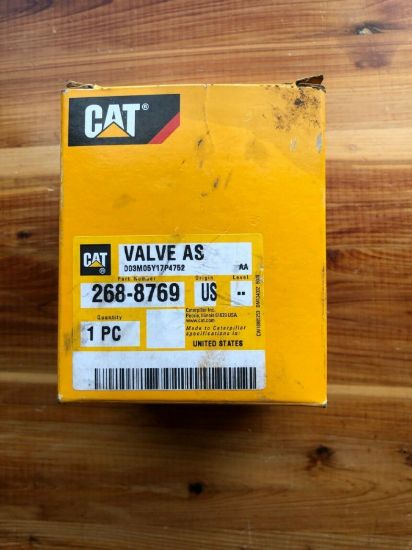 CAT®
CAT
®
VALVE AS
D03M05Y17P4752
AA
Part Number
Origin
Level
268-8769
US
--
Quantity
1 PC
Caterpillar Inc.
Peoria, Illinois 61629 USA
www.cat.com
Made to Caterpillar
specifications in:
UNITED STATES